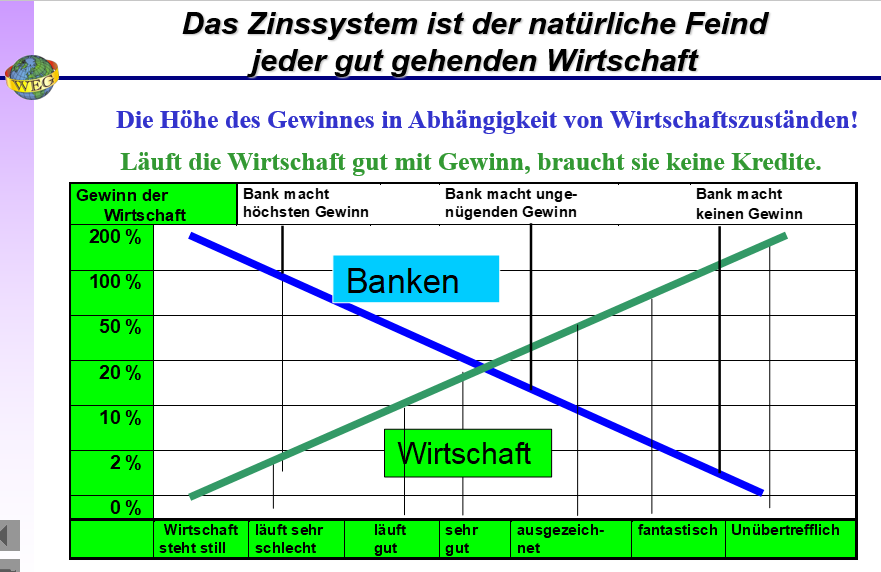 Das Zinssystem ist der natürliche Feind
jeder gut gehenden Wirtschaft
WEG
Die Höhe des Gewinnes in Abhängigkeit von Wirtschaftszuständen!
Läuft die Wirtschaft gut mit Gewinn, braucht sie keine Kredite.
Gewinn der
Wirtschaft
Bank macht
höchsten Gewinn
Bank macht unge-
nügenden Gewinn
Bank macht
keinen Gewinn
200 %
100 %
50 %
20 %
10 %
2 %
0 %
Banken
Wirtschaft
Wirtschaft
steht still
läuft sehr
schlecht
läuft
gut
sehr
gut
ausgezeich-
net
fantastisch
Unübertrefflich